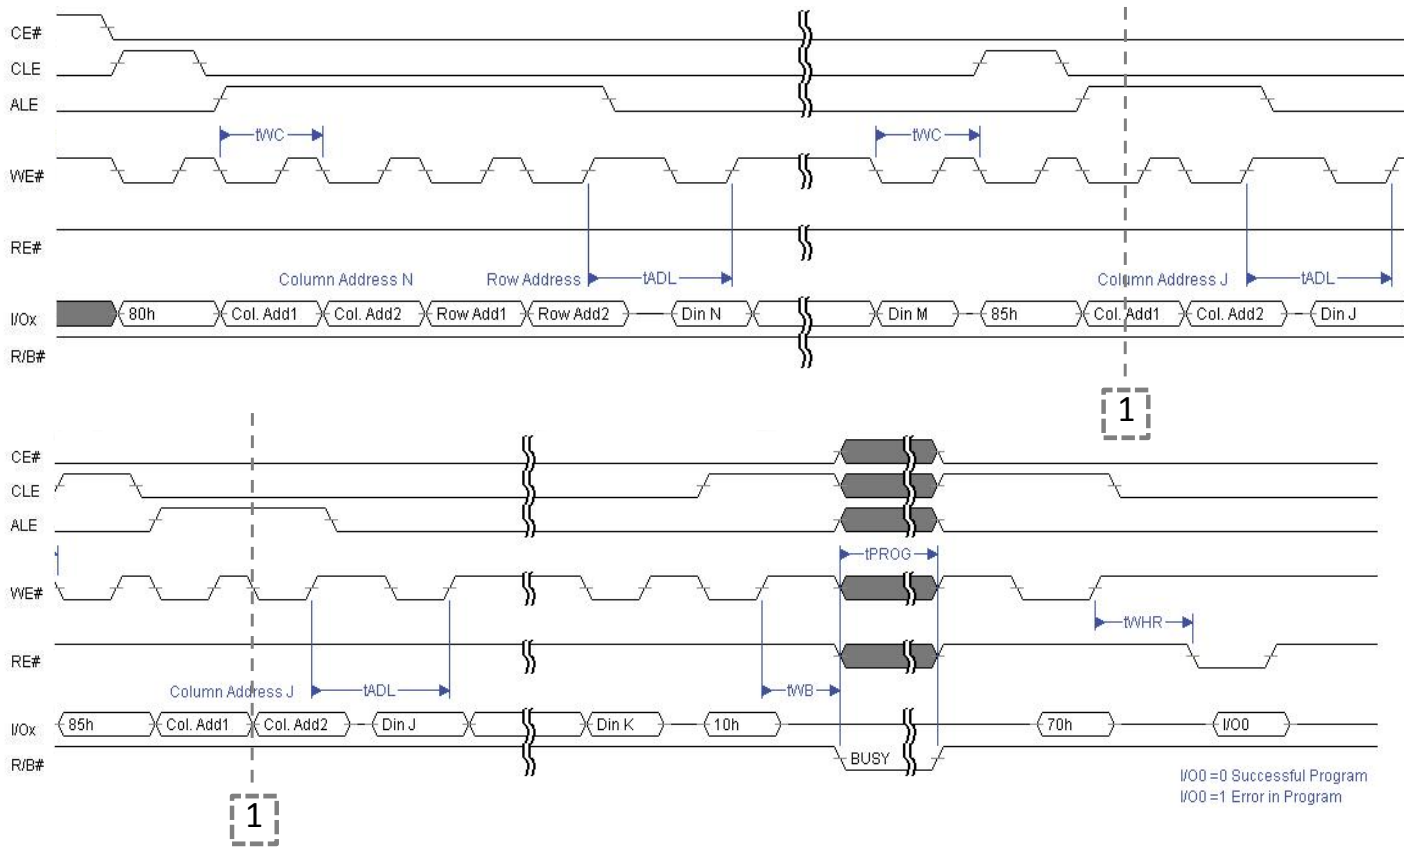 CE#
CLE
ALE
tWC tWC
WE#
RE#
Column Address N Row Address tADL Column Address J tADL
I/Ox 80h Col. Add1 Col. Add2 Row Add1 Row Add2 Din N Din M 85h Col. Add1 Col. Add2 Din J
R/B#
1
CE#
CLE
ALE
tPROG
WE#
tWHR
RE#
Column Address J tADL tWB
I/Ox 85h Col. Add1 Col. Add2 Din J Din K 10h 70h I/O0
R/B# BUSY
I/O0 =0 Successful Program
I/O0 =1 Error in Program
1